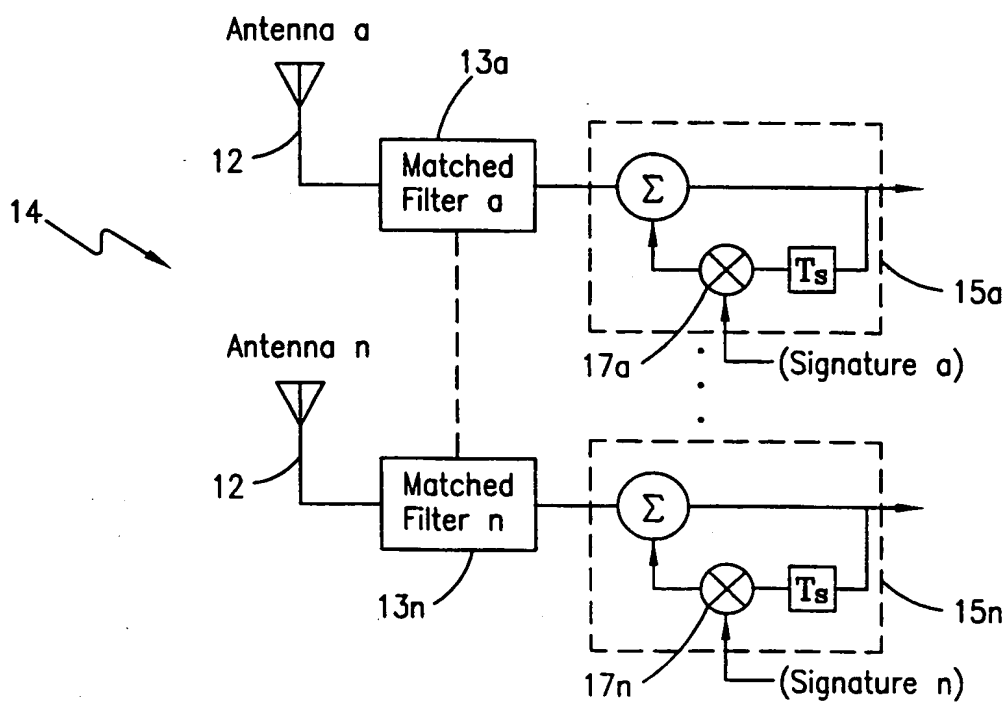 Antenna a
13a
12
Matched
Filter a
Σ
14
Ts
15a
17a
(Signature a)
Antenna n
12
Matched
Filter n
Σ
13n
Ts
15n
17n
(Signature n)